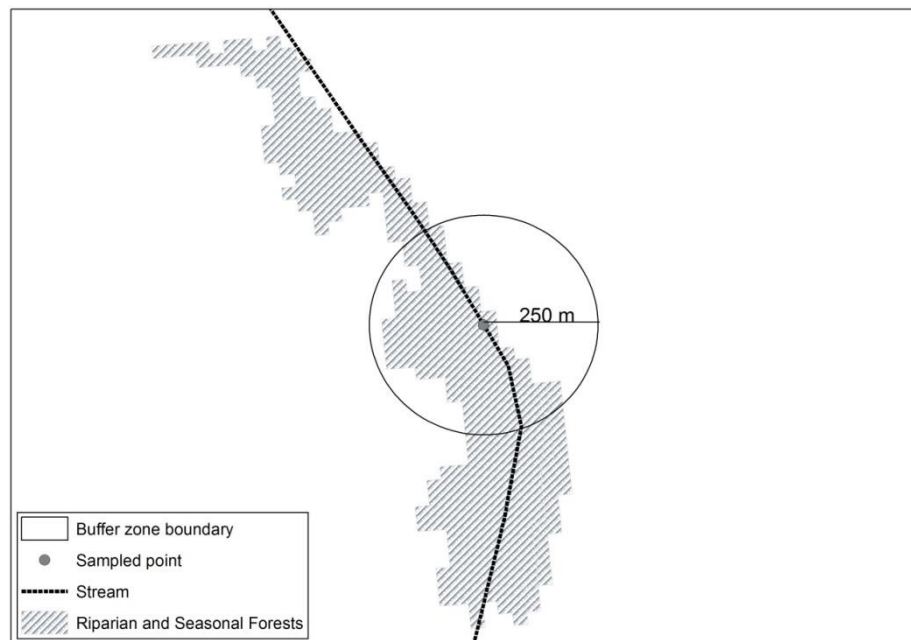 250 m
Buffer zone boundary
Sampled point
Stream
Riparian and Seasonal Forests